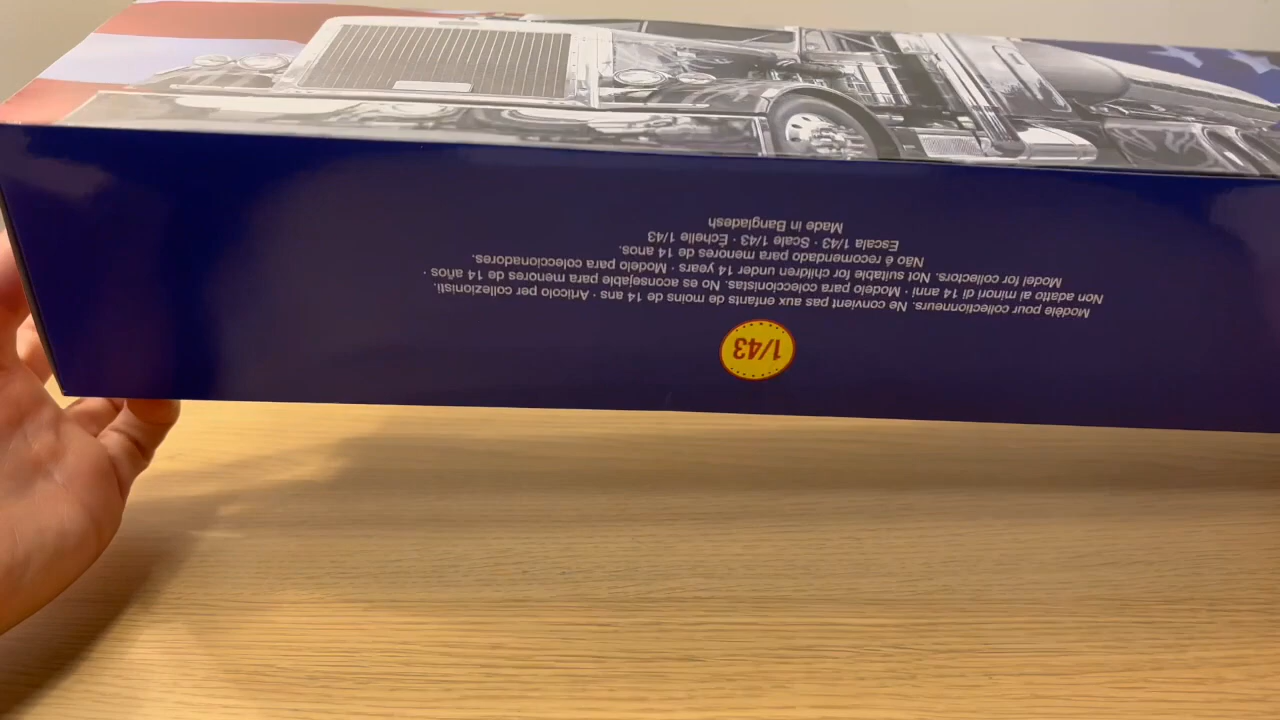 1/43
Modèle pour collectionneurs. Ne convient pas aux enfants de moins de 14 ans · Articolo per collezionisti.
Non adatto ai minori di 14 anni · Modelo para coleccionistas. No es aconsejable para menores de 14 años ·
Model for collectors. Not suitable for children under 14 years · Modelo para coleccionadores.
Não é recomendado para menores de 14 anos.
Escala 1/43 · Scale 1/43 · Échelle 1/43
Made in Bangladesh